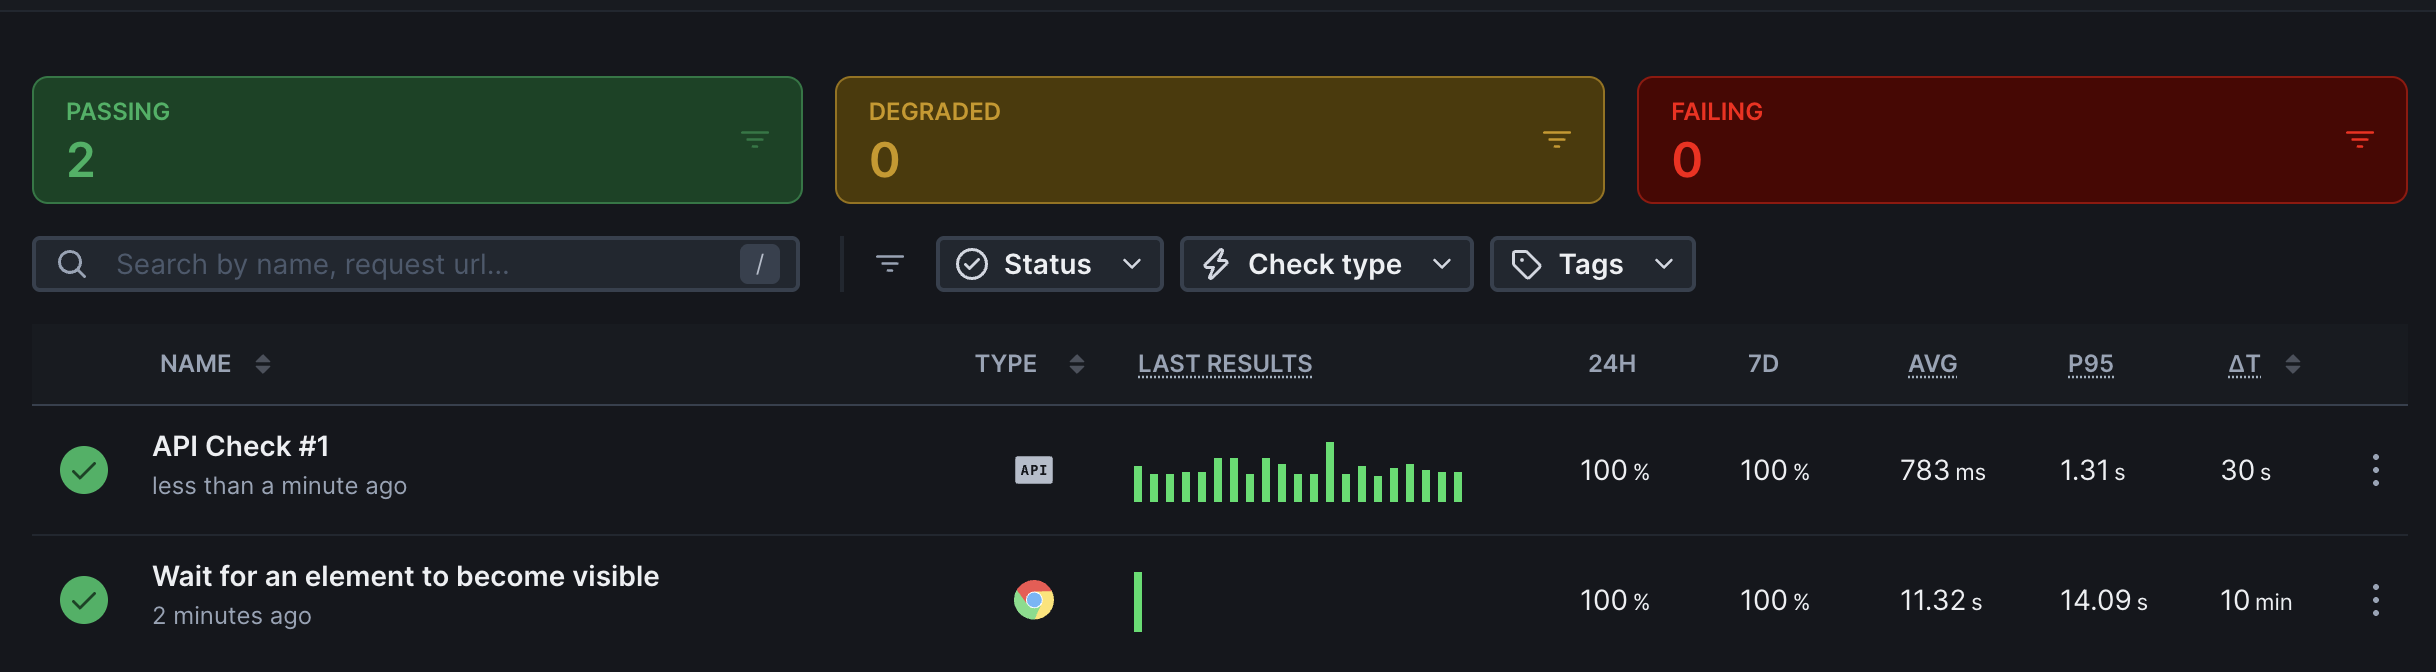 PASSING
2
DEGRADED
0
FAILING
0
Search by name, request url... /
Status
Check type
Tags
NAME TYPE LAST RESULTS 24H 7D AVG P95 ΔT
API Check #1
less than a minute ago
API 100 % 100 % 783 ms 1.31 s 30 s
Wait for an element to become visible
2 minutes ago
100 % 100 % 11.32 s 14.09 s 10 min